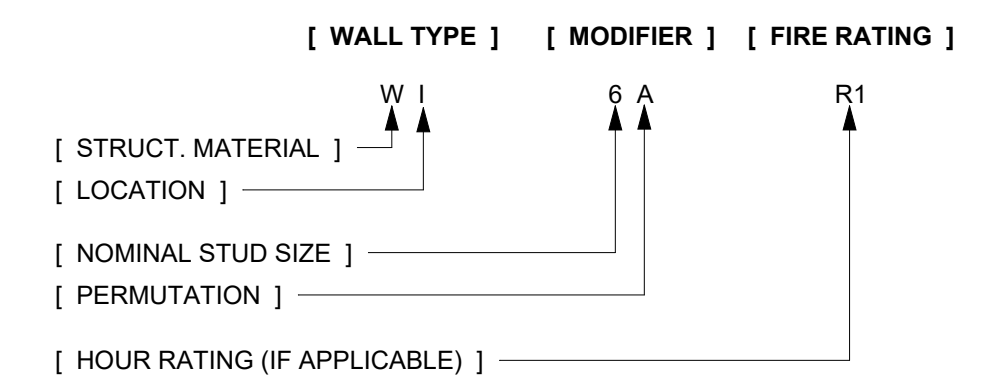 [ WALL TYPE ] [ MODIFIER ] [ FIRE RATING ]
W I 6 A R1
[ STRUCT. MATERIAL ]
[ LOCATION ]
[ NOMINAL STUD SIZE ]
[ PERMUTATION ]
[ HOUR RATING (IF APPLICABLE) ]